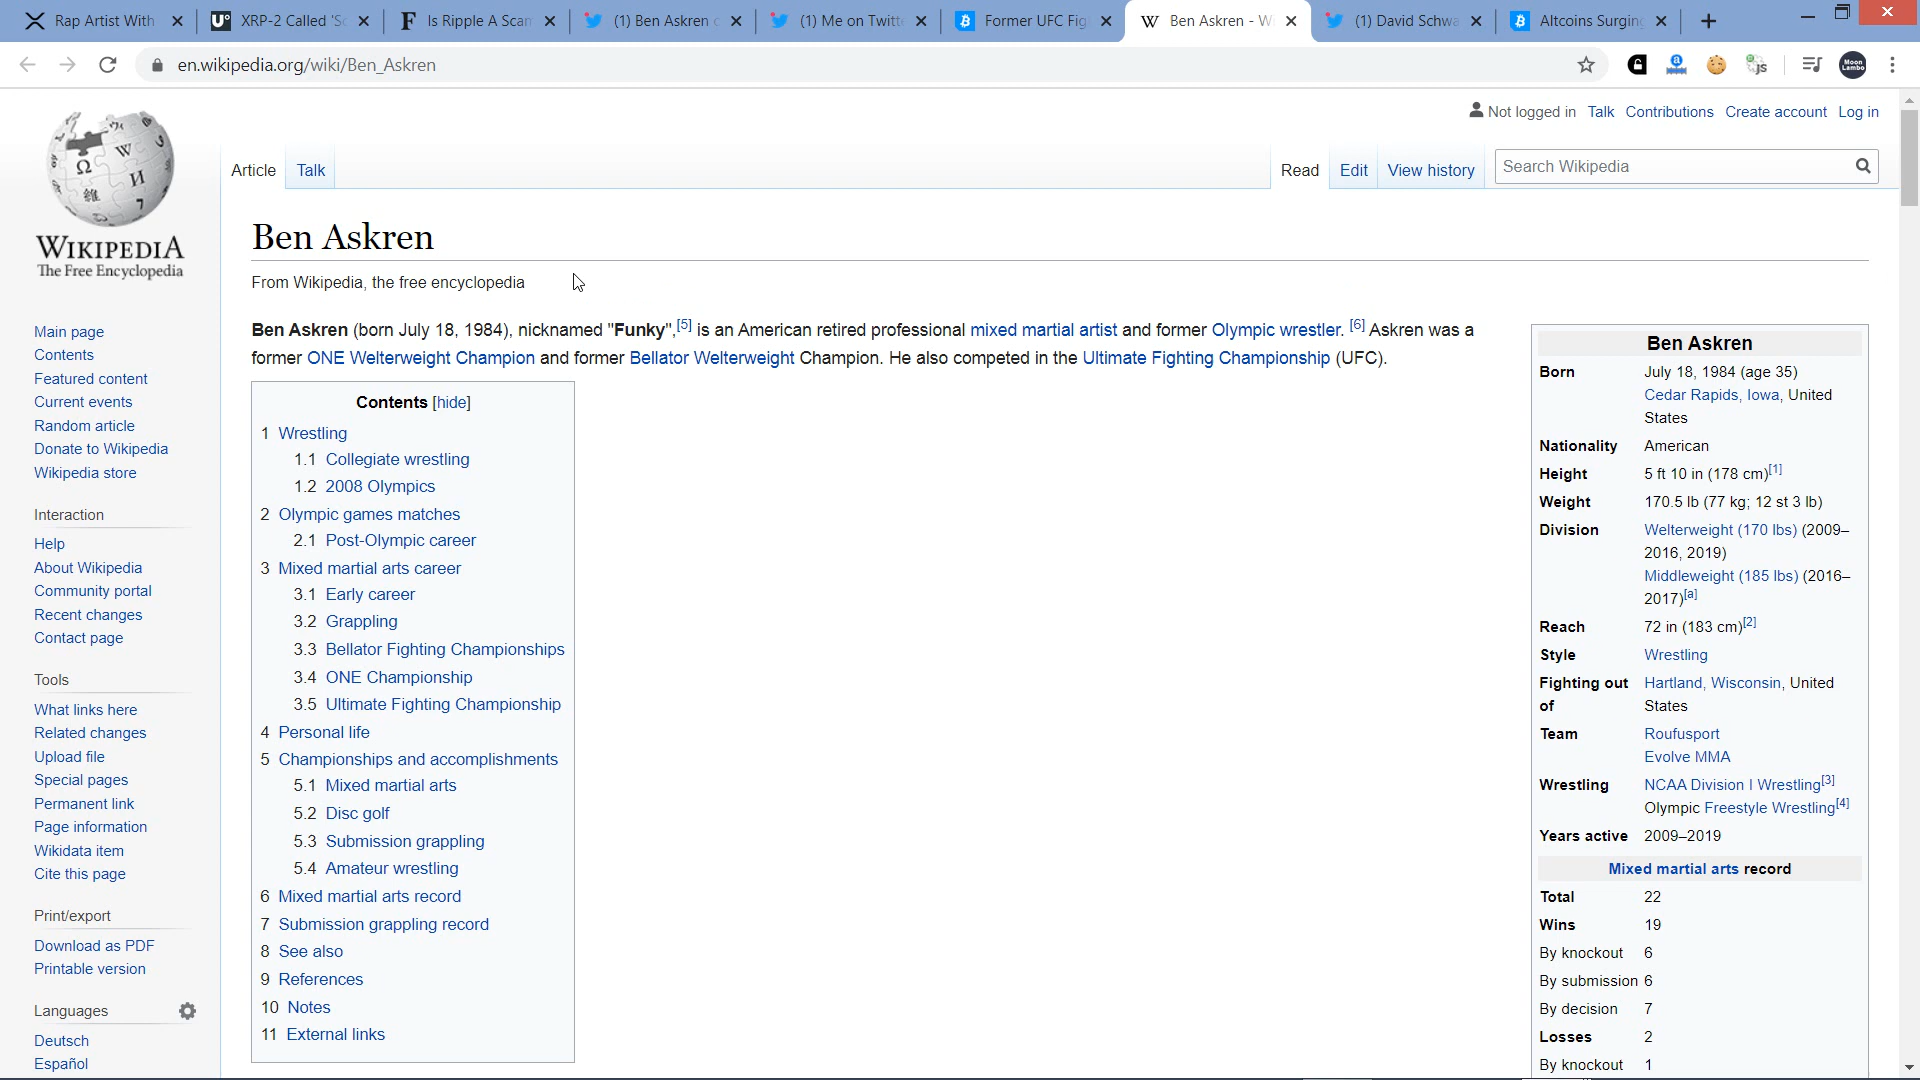 Rap Artist With
XRP-2 Called 'Sc
Is Ripple A Scam
(1) Ben Askren
(1) Me on Twitte
Former UFC Fig
Ben Askren - Wi
(1) David Schwa
Altcoins Surging
en.wikipedia.org/wiki/Ben_Askren
Moon Lambo
Not logged in Talk Contributions Create account Log in
Article Talk
Read Edit View history
Search Wikipedia
WIKIPEDIA
The Free Encyclopedia
Main page
Contents
Featured content
Current events
Random article
Donate to Wikipedia
Wikipedia store
Interaction
Help
About Wikipedia
Community portal
Recent changes
Contact page
Tools
What links here
Related changes
Upload file
Special pages
Permanent link
Page information
Wikidata item
Cite this page
Print/export
Download as PDF
Printable version
Languages
Deutsch
Español
Ben Askren
From Wikipedia, the free encyclopedia
Ben Askren (born July 18, 1984), nicknamed "Funky",[5] is an American retired professional mixed martial artist and former Olympic wrestler. [6] Askren was a
former ONE Welterweight Champion and former Bellator Welterweight Champion. He also competed in the Ultimate Fighting Championship (UFC).
Contents [hide]
1 Wrestling
1.1 Collegiate wrestling
1.2 2008 Olympics
2 Olympic games matches
2.1 Post-Olympic career
3 Mixed martial arts career
3.1 Early career
3.2 Grappling
3.3 Bellator Fighting Championships
3.4 ONE Championship
3.5 Ultimate Fighting Championship
4 Personal life
5 Championships and accomplishments
5.1 Mixed martial arts
5.2 Disc golf
5.3 Submission grappling
5.4 Amateur wrestling
6 Mixed martial arts record
7 Submission grappling record
8 See also
9 References
10 Notes
11 External links
Ben Askren
Born July 18, 1984 (age 35)
Cedar Rapids, Iowa, United
States
Nationality American
Height 5 ft 10 in (178 cm)[1]
Weight 170.5 lb (77 kg; 12 st 3 lb)
Division Welterweight (170 lbs) (2009–
2016, 2019)
Middleweight (185 lbs) (2016–
2017)[a]
Reach 72 in (183 cm)[2]
Style Wrestling
Fighting out Hartland, Wisconsin, United
of States
Team Roufusport
Evolve MMA
Wrestling NCAA Division I Wrestling[3]
Olympic Freestyle Wrestling[4]
Years active 2009–2019
Mixed martial arts record
Total 22
Wins 19
By knockout 6
By submission 6
By decision 7
Losses 2
By knockout 1